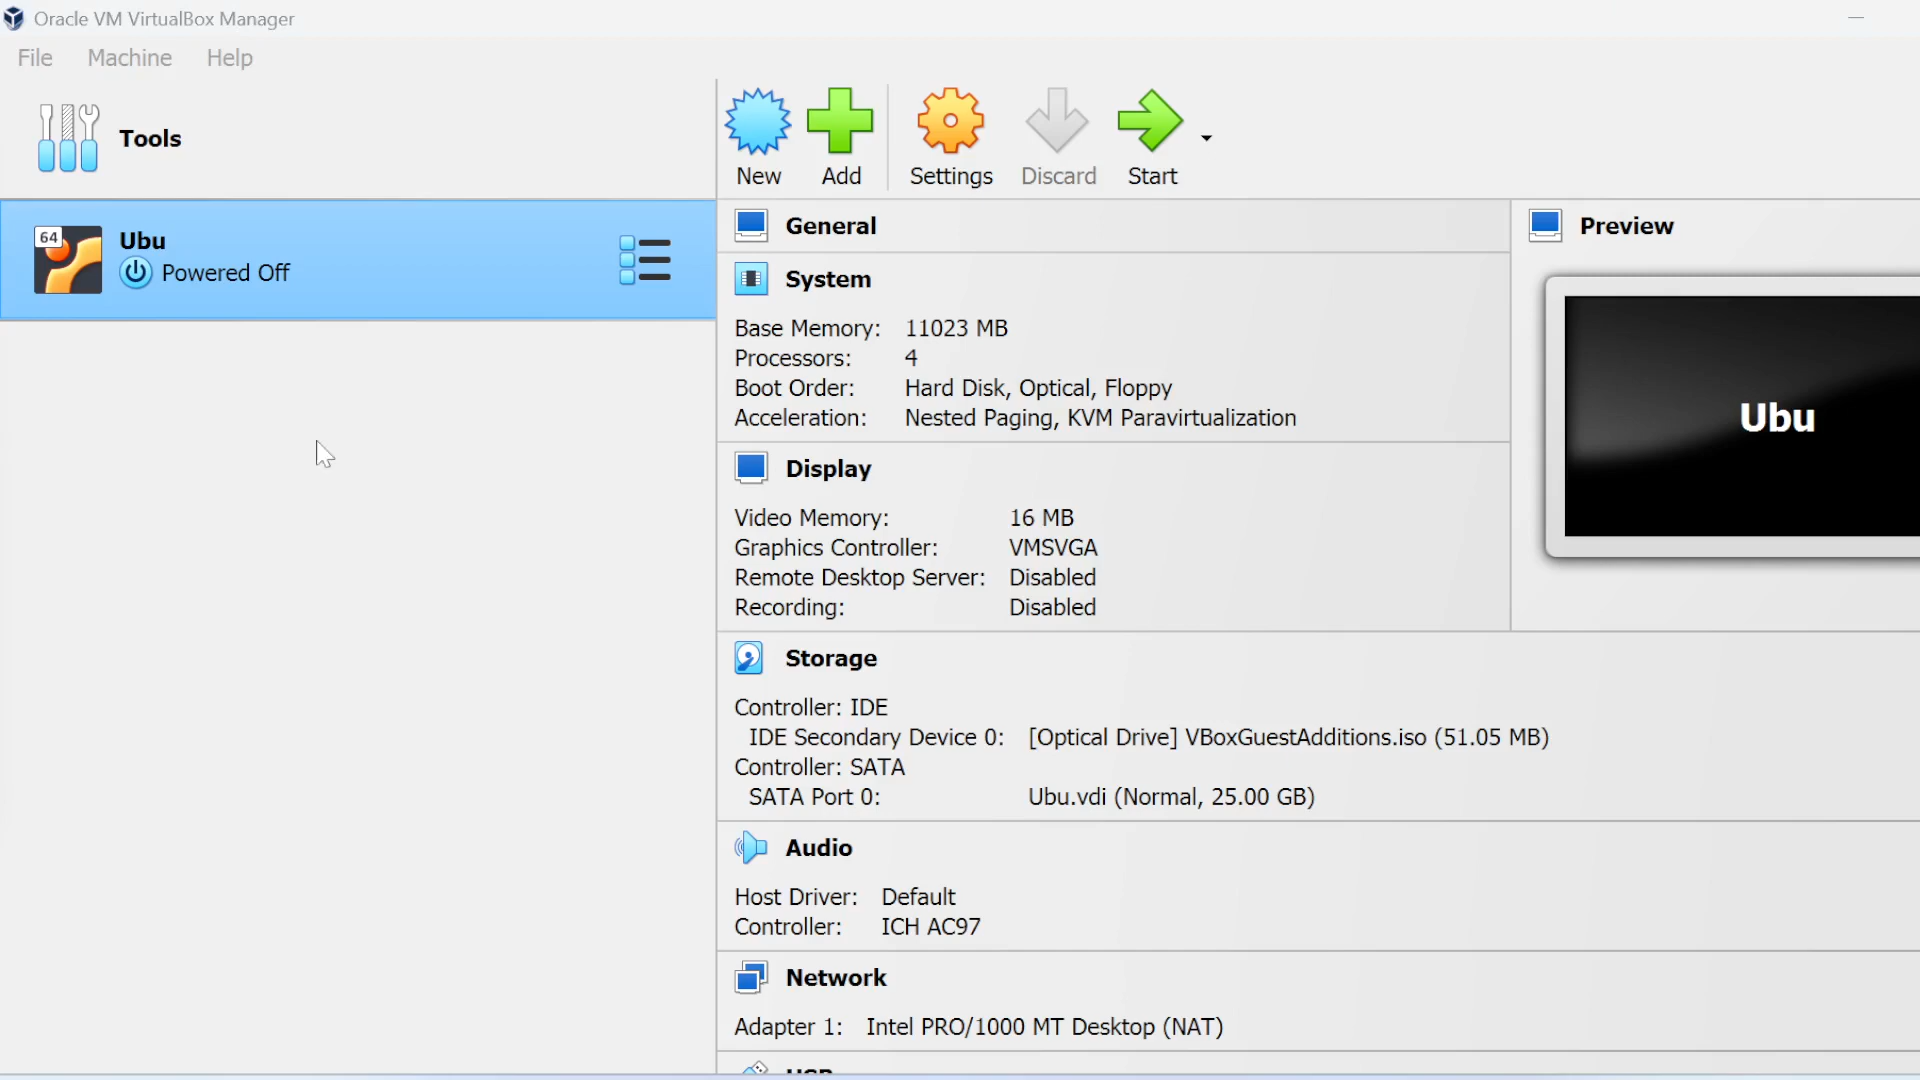 Oracle VM VirtualBox Manager
File Machine Help
Tools
New Add Settings Discard Start
64
Ubu
Powered Off
General
System
Base Memory: 11023 MB
Processors: 4
Boot Order: Hard Disk, Optical, Floppy
Acceleration: Nested Paging, KVM Paravirtualization
Preview
Ubu
Display
Video Memory: 16 MB
Graphics Controller: VMSVGA
Remote Desktop Server: Disabled
Recording: Disabled
Storage
Controller: IDE
IDE Secondary Device 0: [Optical Drive] VBoxGuestAdditions.iso (51.05 MB)
Controller: SATA
SATA Port 0: Ubu.vdi (Normal, 25.00 GB)
Audio
Host Driver: Default
Controller: ICH AC97
Network
Adapter 1: Intel PRO/1000 MT Desktop (NAT)
USB